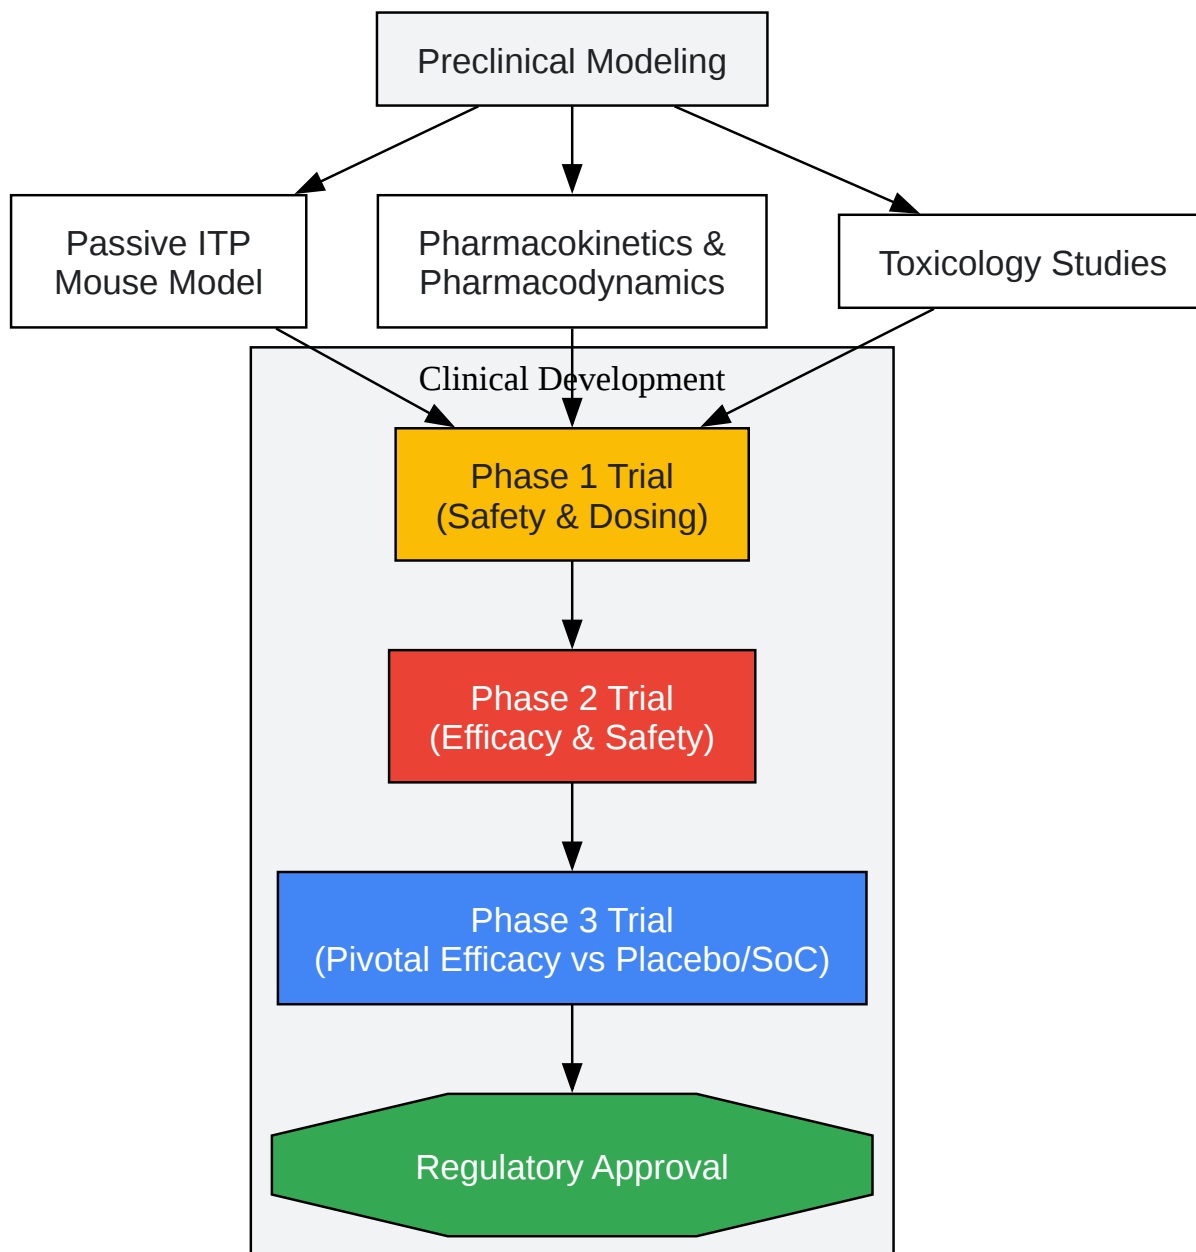 Preclinical Modeling
Passive ITP
Mouse Model
Pharmacokinetics &
Pharmacodynamics
Toxicology Studies
Clinical Development
Phase 1 Trial
(Safety & Dosing)
Phase 2 Trial
(Efficacy & Safety)
Phase 3 Trial
(Pivotal Efficacy vs Placebo/SoC)
Regulatory Approval